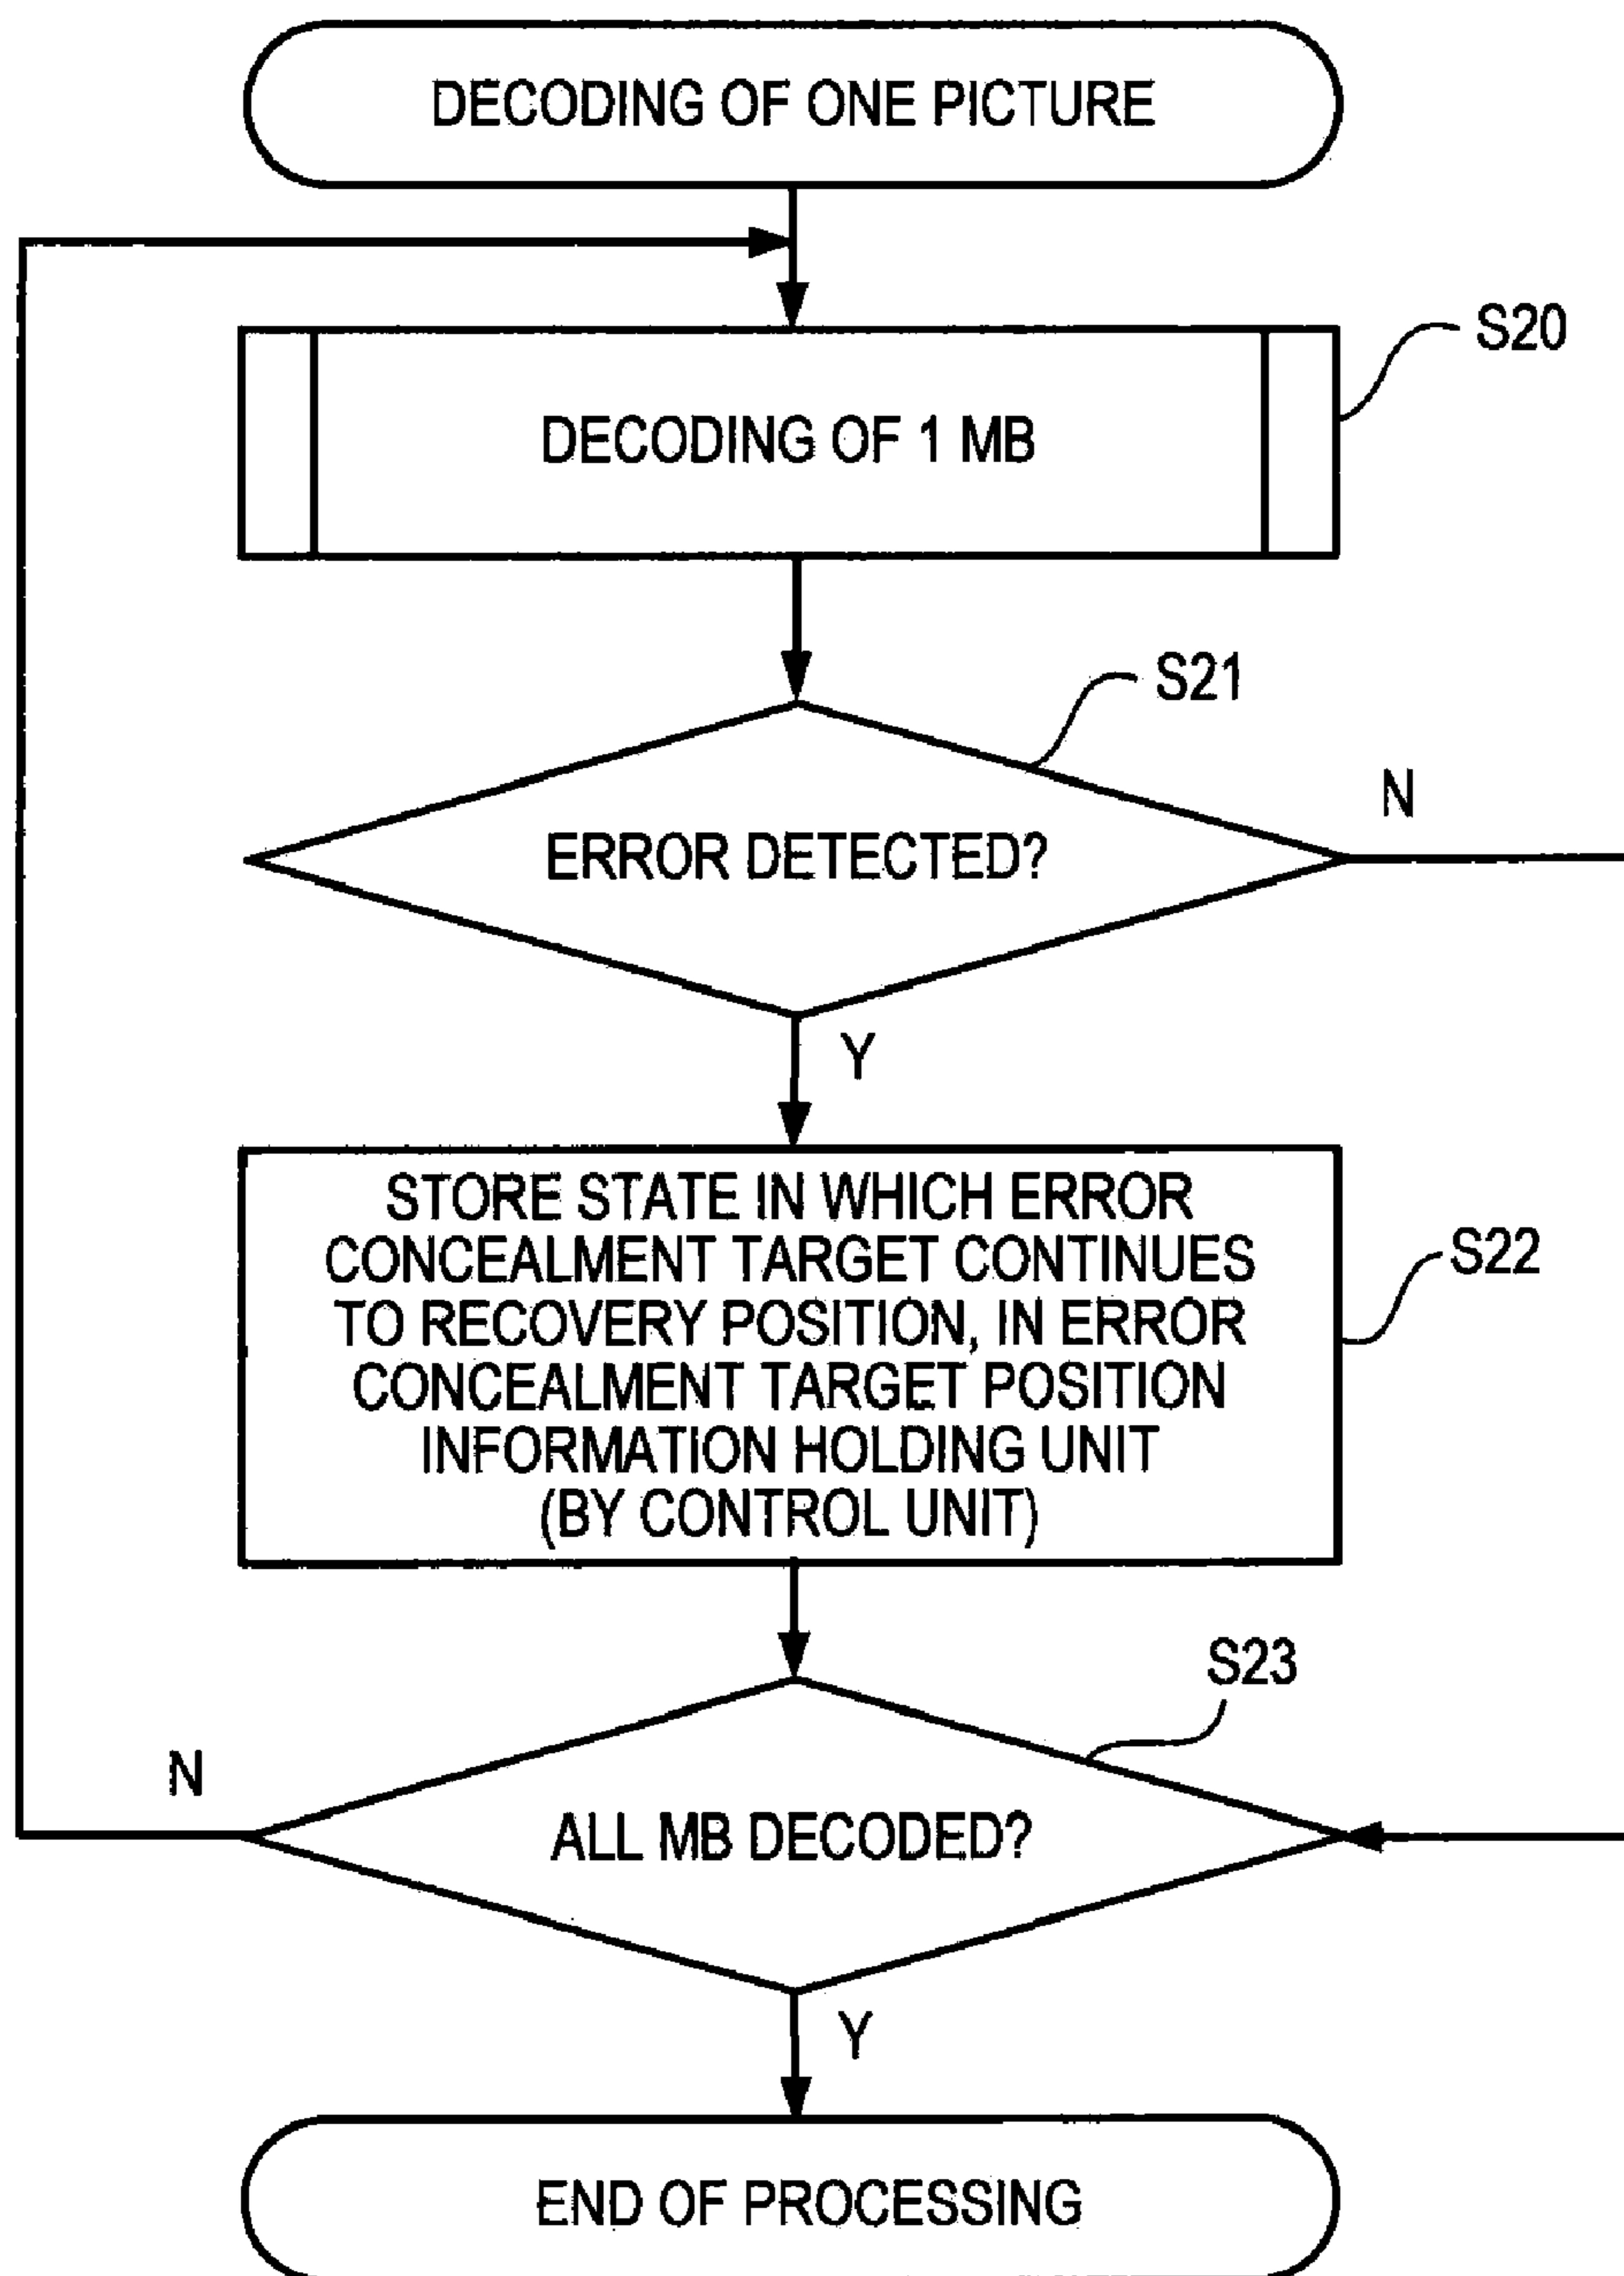 DECODING OF ONE PICTURE
S20
DECODING OF 1 MB
S21
N
ERROR DETECTED?
Y
STORE STATE IN WHICH ERROR
CONCEALMENT TARGET CONTINUES
TO RECOVERY POSITION, IN ERROR
CONCEALMENT TARGET POSITION
INFORMATION HOLDING UNIT
(BY CONTROL UNIT)
S22
S23
N
ALL MB DECODED?
Y
END OF PROCESSING